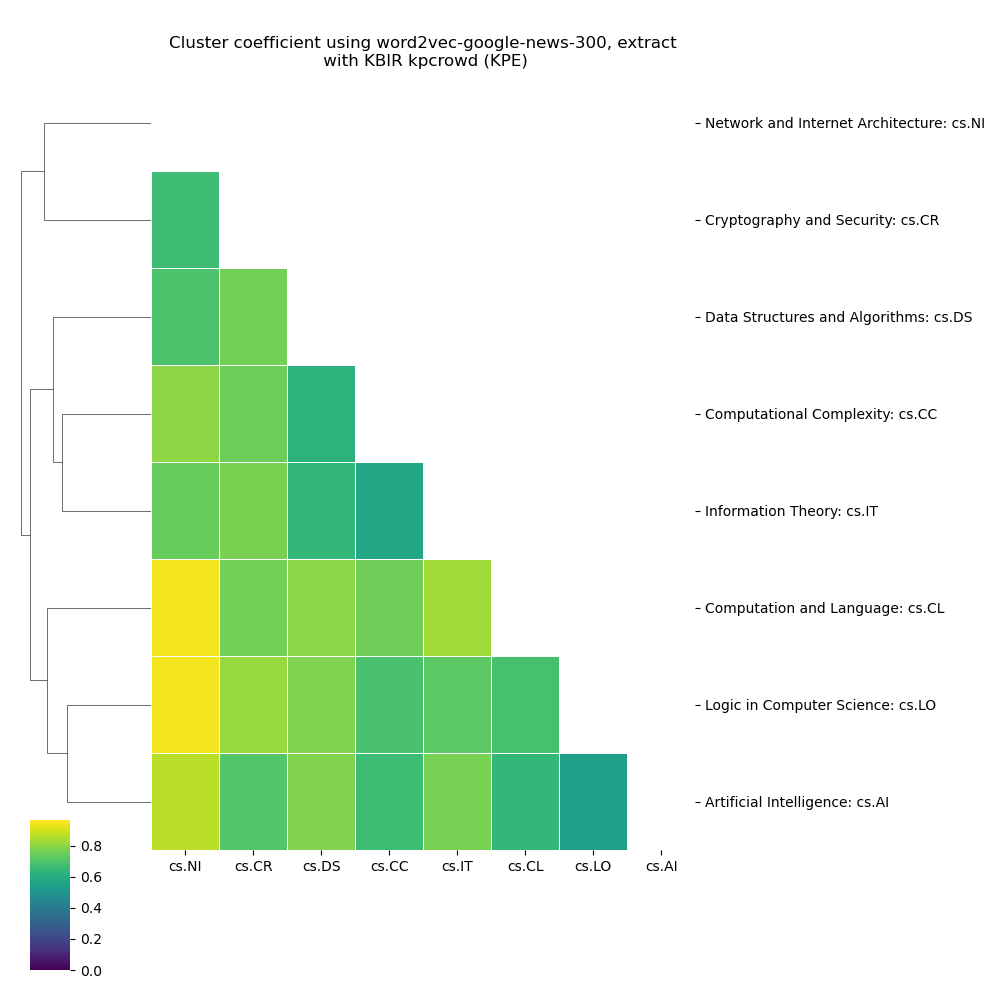 Cluster coefficient using word2vec-google-news-300, extract
with KBIR kpcrowd (KPE)
Network and Internet Architecture: cs.NI
Cryptography and Security: cs.CR
Data Structures and Algorithms: cs.DS
Computational Complexity: cs.CC
Information Theory: cs.IT
Computation and Language: cs.CL
Logic in Computer Science: cs.LO
Artificial Intelligence: cs.AI
cs.NI cs.CR cs.DS cs.CC cs.IT cs.CL cs.LO cs.AI
0.8
0.6
0.4
0.2
0.0